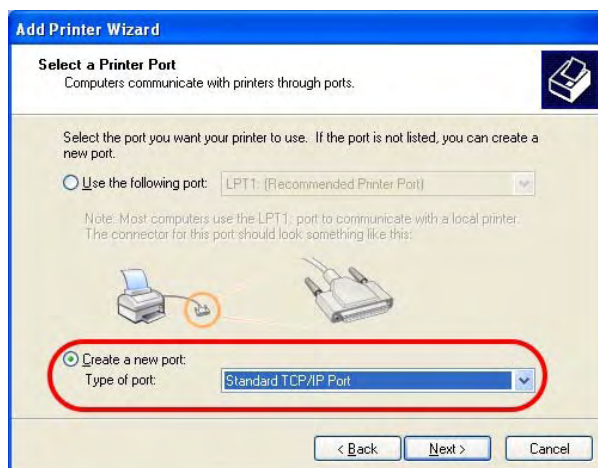 Add Printer Wizard
Select a Printer Port
Computers communicate with printers through ports.
Select the port you want your printer to use. If the port is not listed, you can create a
new port.
Use the following port: LPT1: (Recommended Printer Port)
Note: Most computers use the LPT1: port to communicate with a local printer.
The connector for this port should look something like this:
Create a new port:
Type of port: Standard TCP/IP Port
< Back Next > Cancel